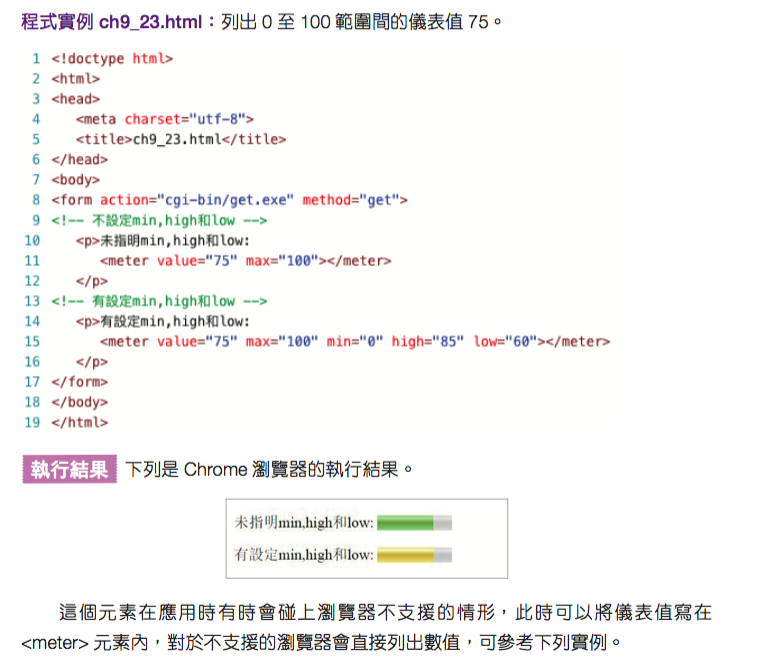 程式實例 ch9_23.html：列出 0 至 100 範圍間的儀表值 75。
1 <!doctype html>
2 <html>
3 <head>
4    <meta charset="utf-8">
5    <title>ch9_23.html</title>
6 </head>
7 <body>
8 <form action="cgi-bin/get.exe" method="get">
9 <!-- 不設定min,high和low -->
10    <p>未指明min,high和low:
11       <meter value="75" max="100"></meter>
12    </p>
13 <!-- 有設定min,high和low -->
14    <p>有設定min,high和low:
15       <meter value="75" max="100" min="0" high="85" low="60"></meter>
16    </p>
17 </form>
18 </body>
19 </html>
執行結果 下列是 Chrome 瀏覽器的執行結果。
未指明min,high和low:
有設定min,high和low:
這個元素在應用時有時會碰上瀏覽器不支援的情形，此時可以將儀表值寫在
<meter> 元素內，對於不支援的瀏覽器會直接列出數值，可參考下列實例。